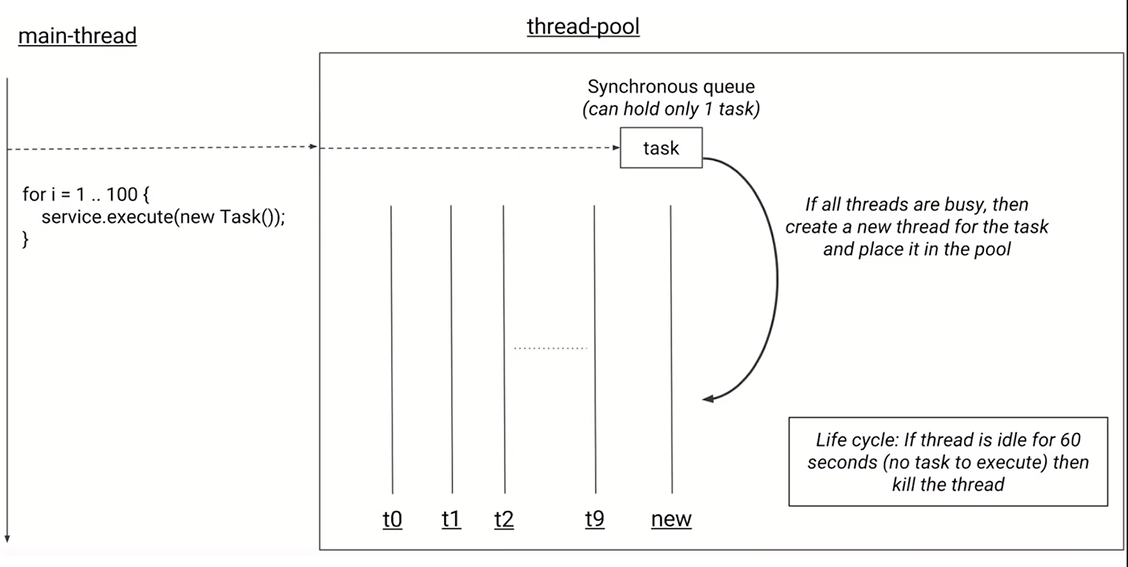 main-thread
thread-pool
Synchronous queue
(can hold only 1 task)
task
for i = 1 .. 100 {
service.execute(new Task());
}
If all threads are busy, then
create a new thread for the task
and place it in the pool
Life cycle: If thread is idle for 60
seconds (no task to execute) then
kill the thread
t0 t1 t2 t9 new